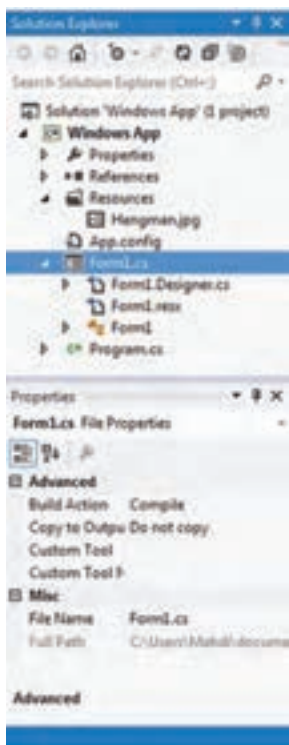 Solution Explorer
Search Solution Explorer (Ctrl+;)
Solution 'Windows App' (1 project)
Windows App
Properties
References
Resources
Hangman.jpg
App.config
Form1.cs
Form1.Designer.cs
Form1.resx
Form1
Program.cs
Properties
Form1.cs File Properties
Advanced
Build Action Compile
Copy to Outpu Do not copy
Custom Tool
Custom Tool N
Misc
File Name Form1.cs
Full Path C:\Users\Mahdi\docume
Advanced